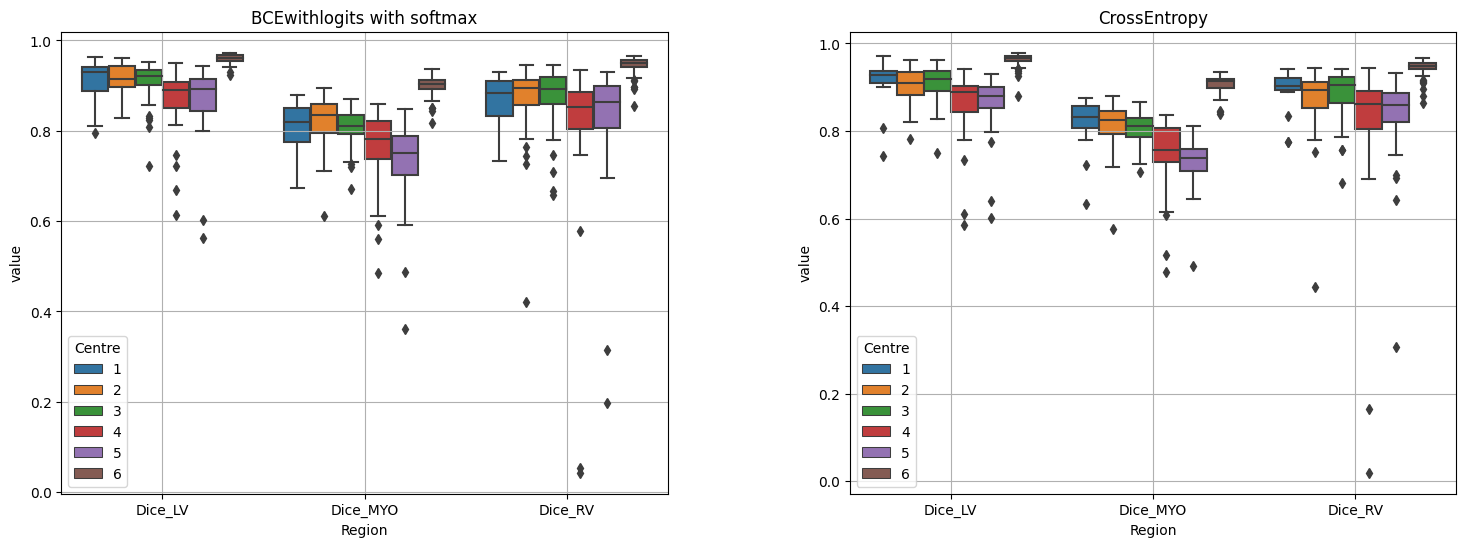 BCEwithlogits with softmax
1.0
0.8
0.6
0.4
0.2
0.0
value
Centre
1
2
3
4
5
6
Dice_LV
Dice_MYO
Dice_RV
Region
CrossEntropy
1.0
0.8
0.6
0.4
0.2
0.0
value
Centre
1
2
3
4
5
6
Dice_LV
Dice_MYO
Dice_RV
Region